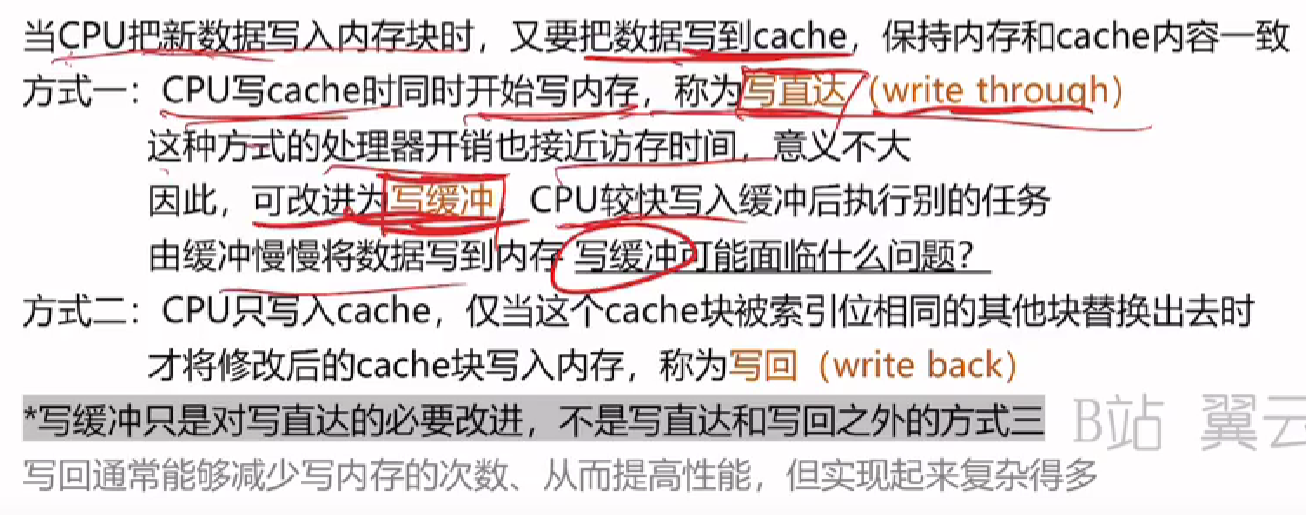 当CPU把新数据写入内存块时，又要把数据写到cache，保持内存和cache内容一致
方式一：CPU写cache时同时开始写内存，称为写直达（write through）
这种方式的处理器开销也接近访存时间，意义不大
因此，可改进为写缓冲 CPU较快写入缓冲后执行别的任务
由缓冲慢慢将数据写到内存 写缓冲可能面临什么问题？
方式二：CPU只写入cache，仅当这个cache块被索引位相同的其他块替换出去时
才将修改后的cache块写入内存，称为写回（write back）
*写缓冲只是对写直达的必要改进，不是写直达和写回之外的方式三
B站 翼云
写回通常能够减少写内存的次数、从而提高性能，但实现起来复杂得多